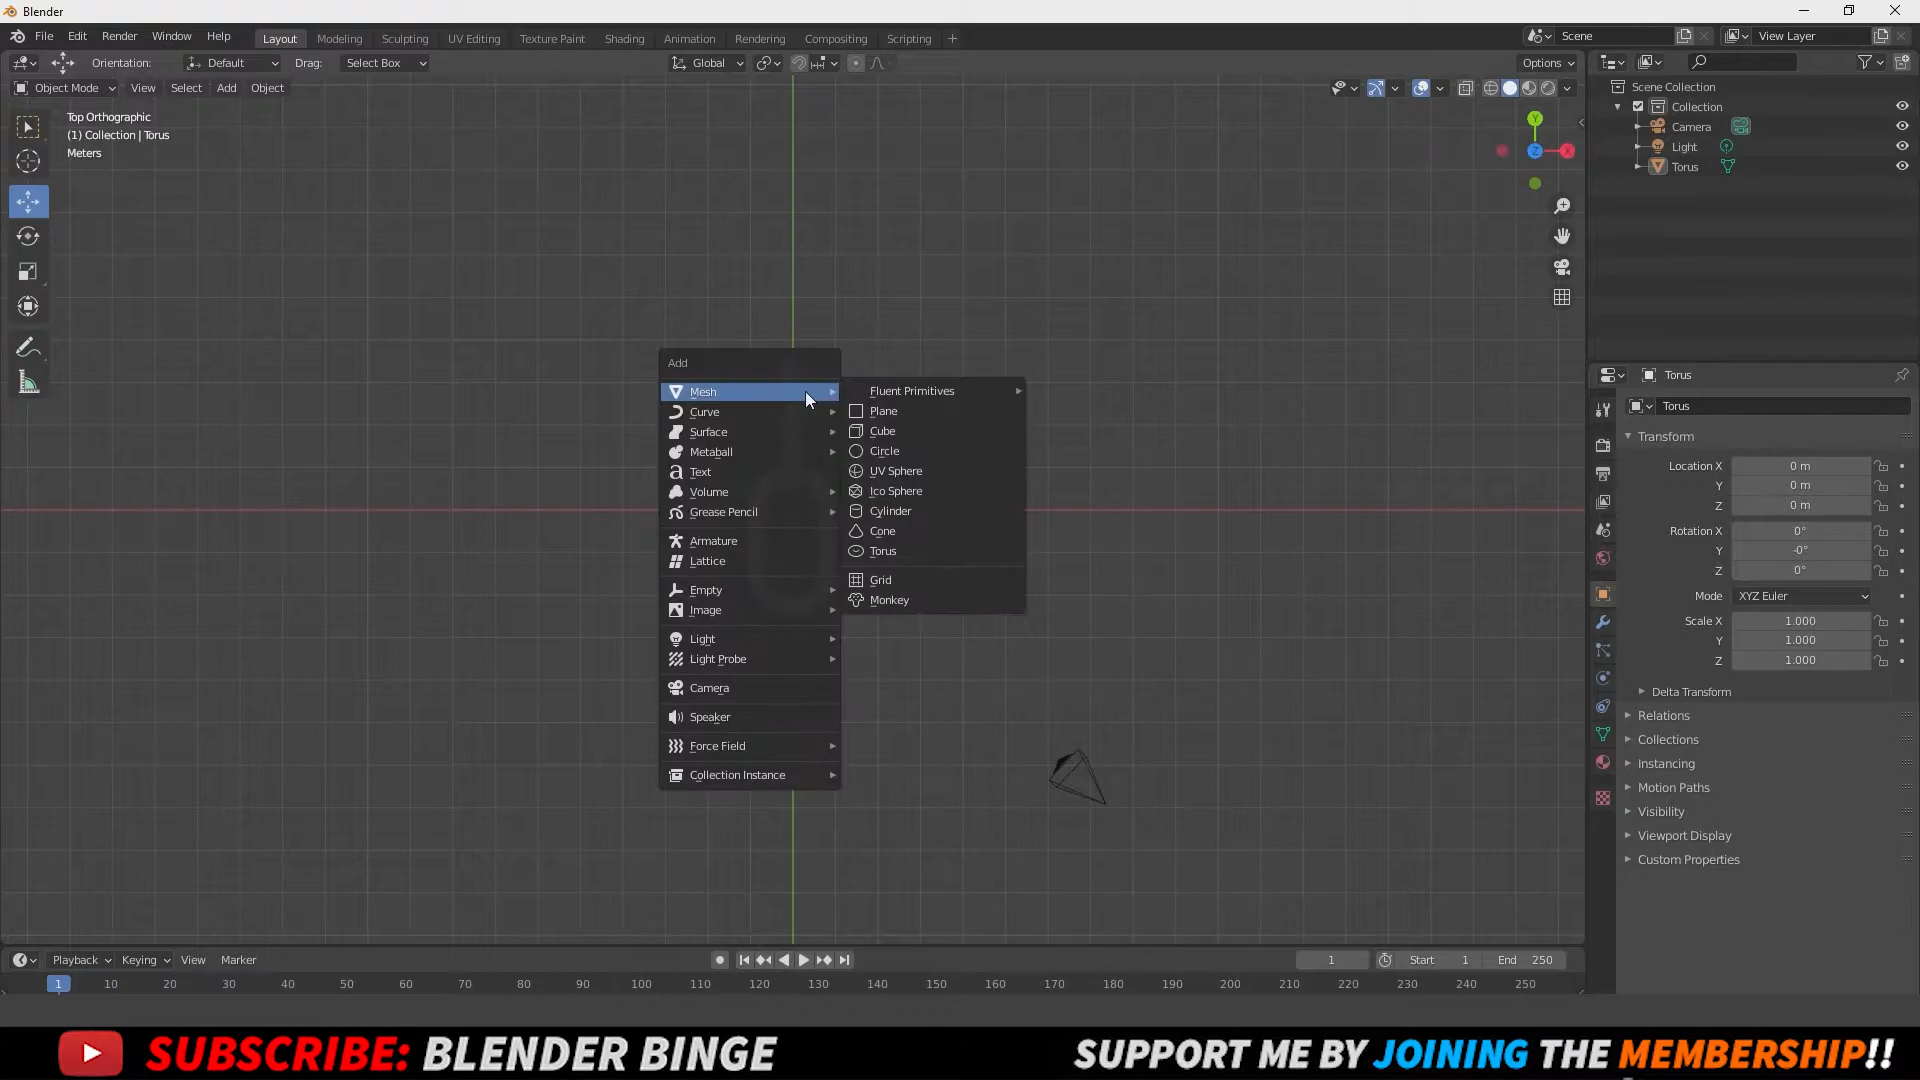 Blender
File Edit Render Window Help Layout Modeling Sculpting UV Editing Texture Paint Shading Animation Rendering Compositing Scripting + Scene View Layer
Orientation: Default Drag: Select Box Global Options
Object Mode View Select Add Object
Top Orthographic
(1) Collection | Torus
Meters
Y
Z
X
Scene Collection
Collection
Camera
Light
Torus
Add
Mesh
Curve
Surface
Metaball
Text
Volume
Grease Pencil
Armature
Lattice
Empty
Image
Light
Light Probe
Camera
Speaker
Force Field
Collection Instance
Fluent Primitives
Plane
Cube
Circle
UV Sphere
Ico Sphere
Cylinder
Cone
Torus
Grid
Monkey
Torus
Torus
Transform
Location X 0 m
Y 0 m
Z 0 m
Rotation X 0°
Y -0°
Z 0°
Mode XYZ Euler
Scale X 1.000
Y 1.000
Z 1.000
Delta Transform
Relations
Collections
Instancing
Motion Paths
Visibility
Viewport Display
Custom Properties
Playback Keying View Marker 1 Start 1 End 250
1 10 20 30 40 50 60 70 80 90 100 110 120 130 140 150 160 170 180 190 200 210 220 230 240 250
SUBSCRIBE: BLENDER BINGE SUPPORT ME BY JOINING THE MEMBERSHIP!!